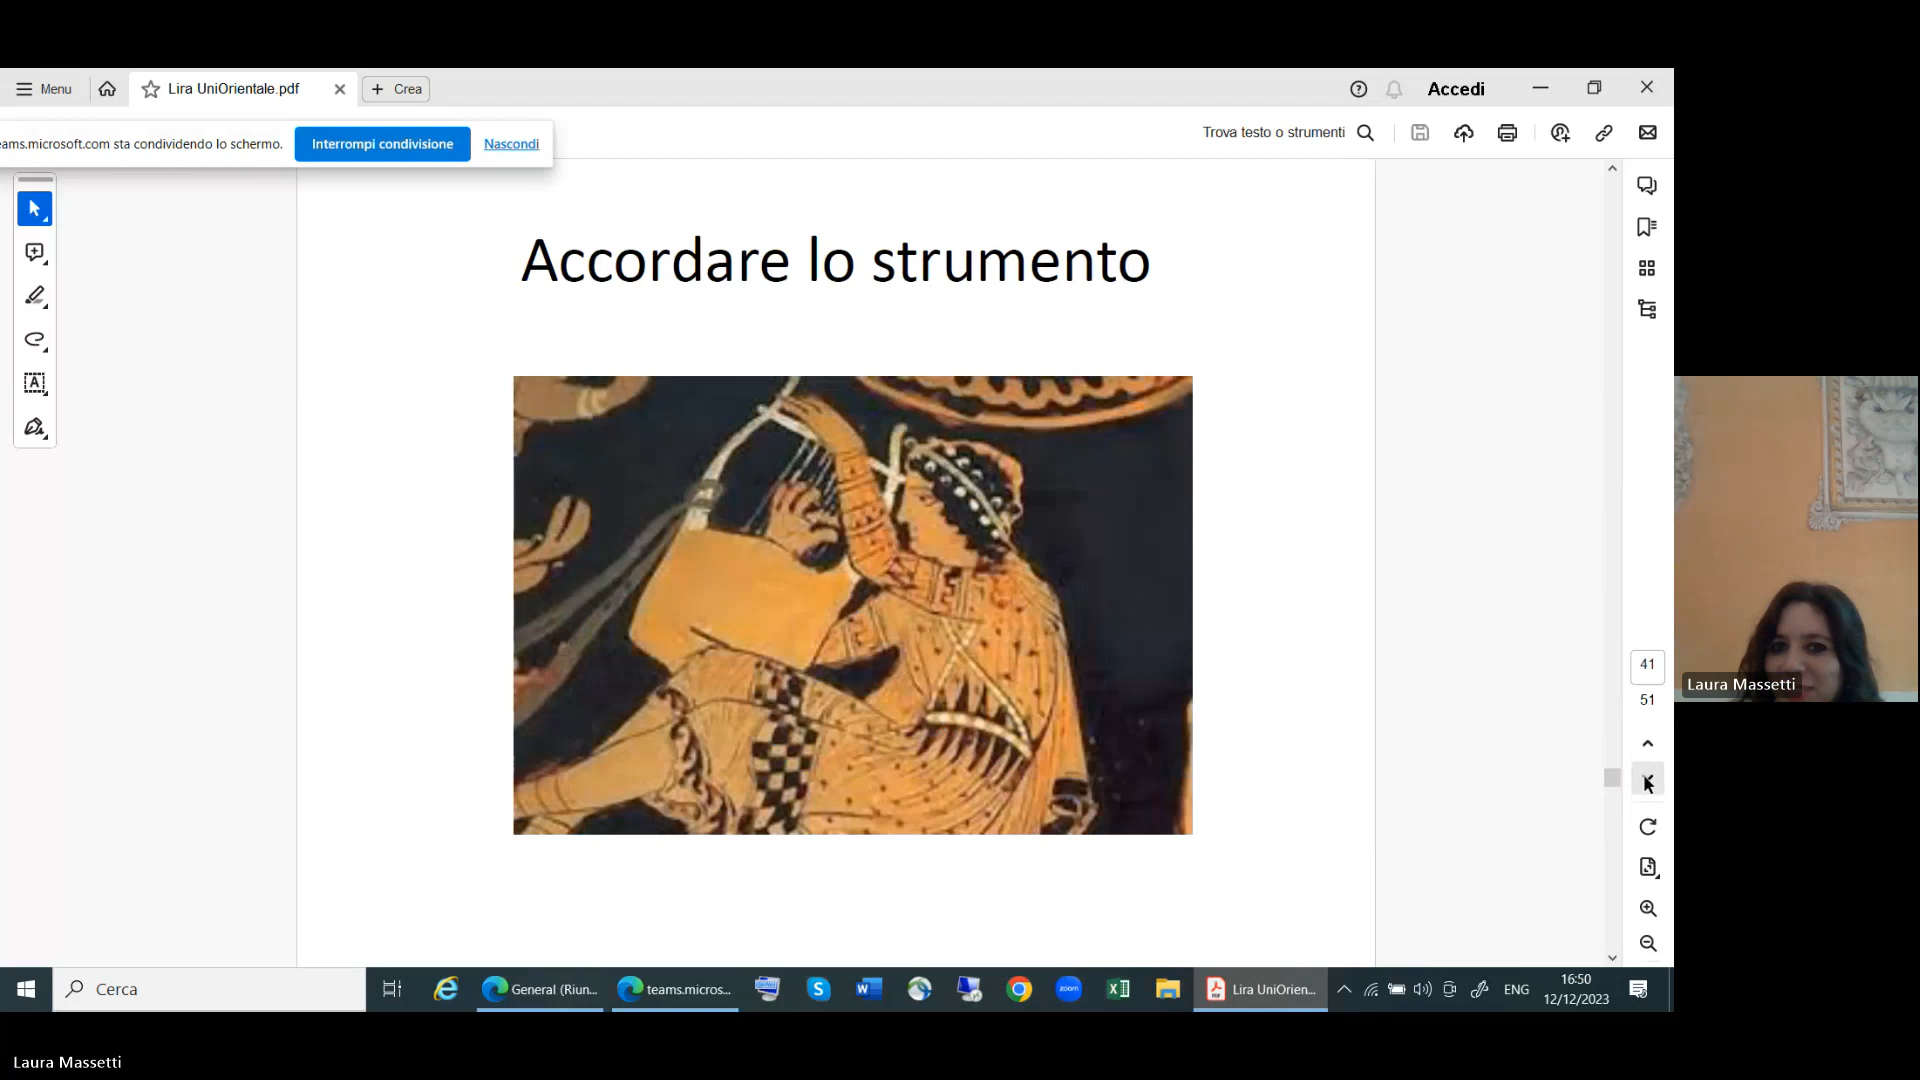 Menu
Lira UniOrientale.pdf
Crea
Accedi
eams.microsoft.com sta condividendo lo schermo.
Interrompi condivisione
Nascondi
Trova testo o strumenti
Accordare lo strumento
41
51
Laura Massetti
Cerca
General (Riun...
teams.micros...
Lira UniOrien...
ENG
16:50
12/12/2023
Laura Massetti